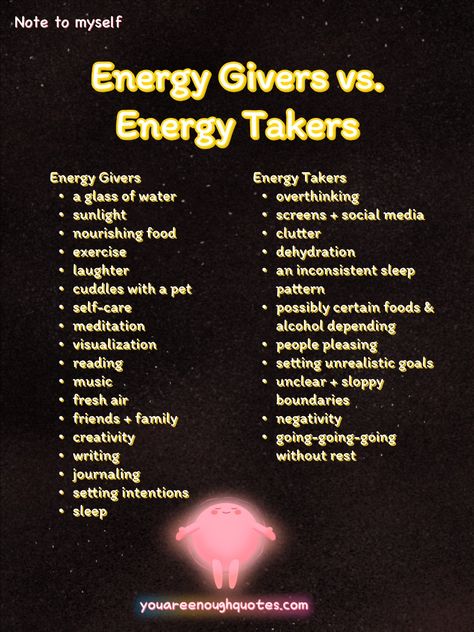 Note to myself
Energy Givers vs.
Energy Takers
Energy Givers
• a glass of water
• sunlight
• nourishing food
• exercise
• laughter
• cuddles with a pet
• self-care
• meditation
• visualization
• reading
• music
• fresh air
• friends + family
• creativity
• writing
• journaling
• setting intentions
• sleep
Energy Takers
• overthinking
• screens + social media
• clutter
• dehydration
• an inconsistent sleep
pattern
• possibly certain foods &
alcohol depending
• people pleasing
• setting unrealistic goals
• unclear + sloppy
boundaries
• negativity
• going-going-going
without rest
youareenoughquotes.com